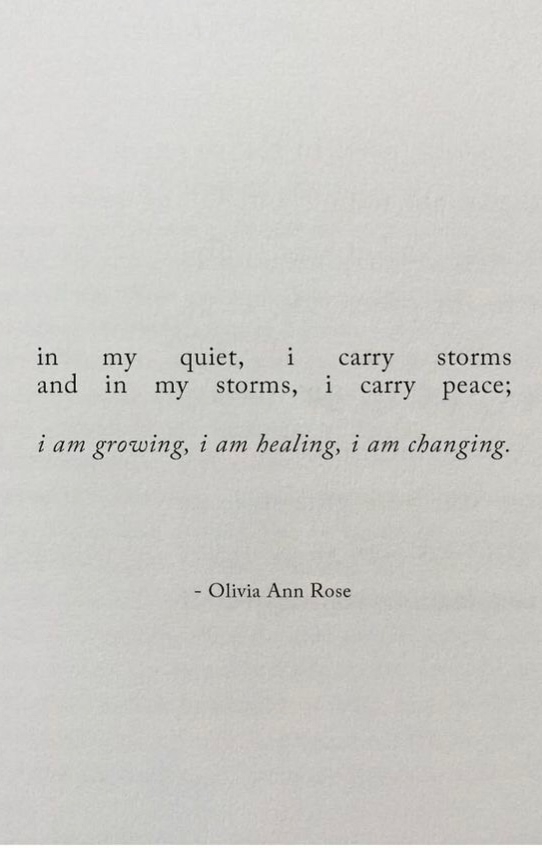 in my quiet, i carry storms
and in my storms, i carry peace;
i am growing, i am healing, i am changing.
- Olivia Ann Rose